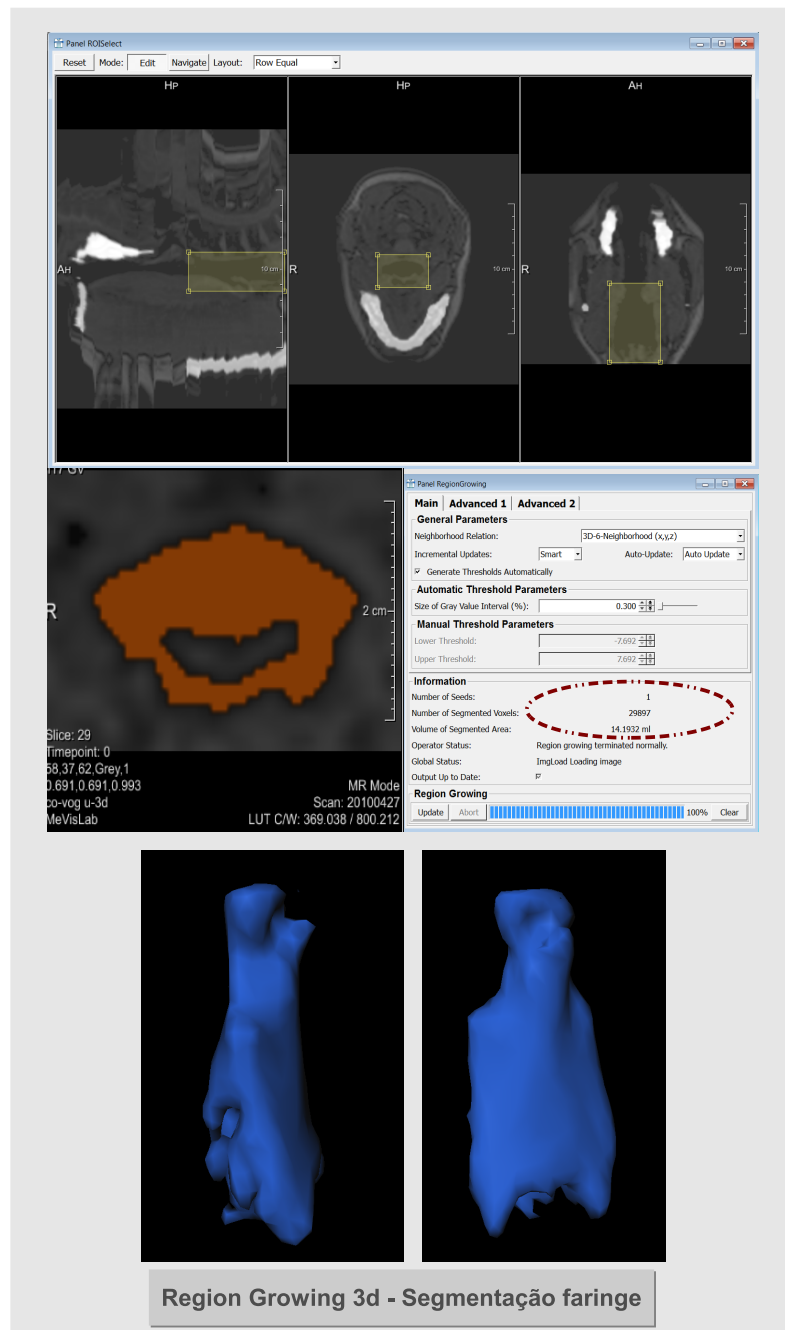 Panel ROISelect
Reset Mode: Edit Navigate Layout: Row Equal
HP HP AH
AH 10 cm R 10 cm R 10 cm
117 GV
R 2 cm
Slice: 29
Timepoint: 0
58,37,62,Grey,1
0.691,0.691,0.993 MR Mode
co-vog u-3d Scan: 20100427
MeVisLab LUT C/W: 369.038 / 800.212
Panel RegionGrowing
Main Advanced 1 Advanced 2
General Parameters
Neighborhood Relation: 3D-6-Neighborhood (x,y,z)
Incremental Updates: Smart Auto-Update: Auto Update
Generate Thresholds Automatically
Automatic Threshold Parameters
Size of Gray Value Interval (%): 0.300
Manual Threshold Parameters
Lower Threshold: -7.692
Upper Threshold: 7.692
Information
Number of Seeds: 1
Number of Segmented Voxels: 29897
Volume of Segmented Area: 14.1932 ml
Operator Status: Region growing terminated normally.
Global Status: ImgLoad Loading image
Output Up to Date:
Region Growing
Update Abort 100% Clear
Region Growing 3d - Segmentação faringe